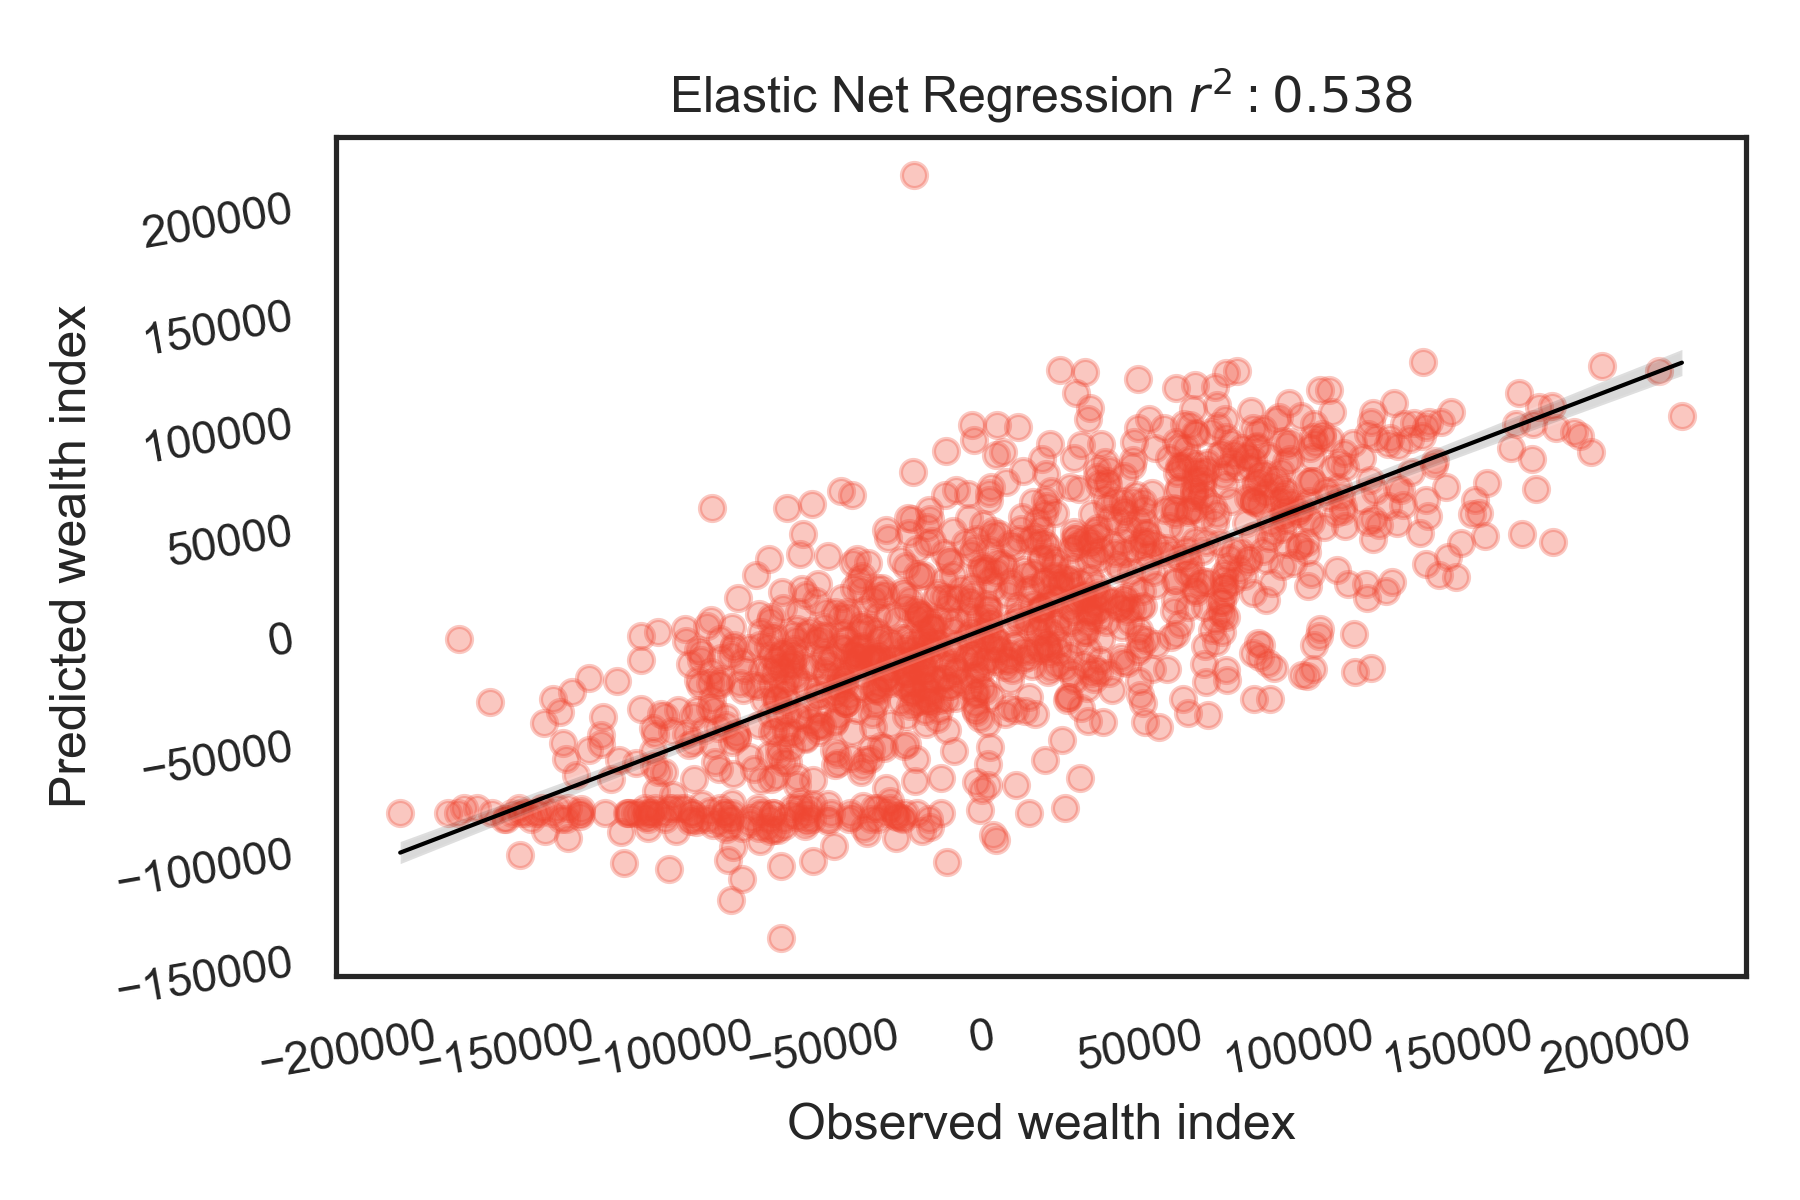 Elastic Net Regression r² : 0.538
Predicted wealth index
200000
150000
100000
50000
0
−50000
−100000
−150000
−200000 −150000 −100000 −50000 0 50000 100000 150000 200000
Observed wealth index